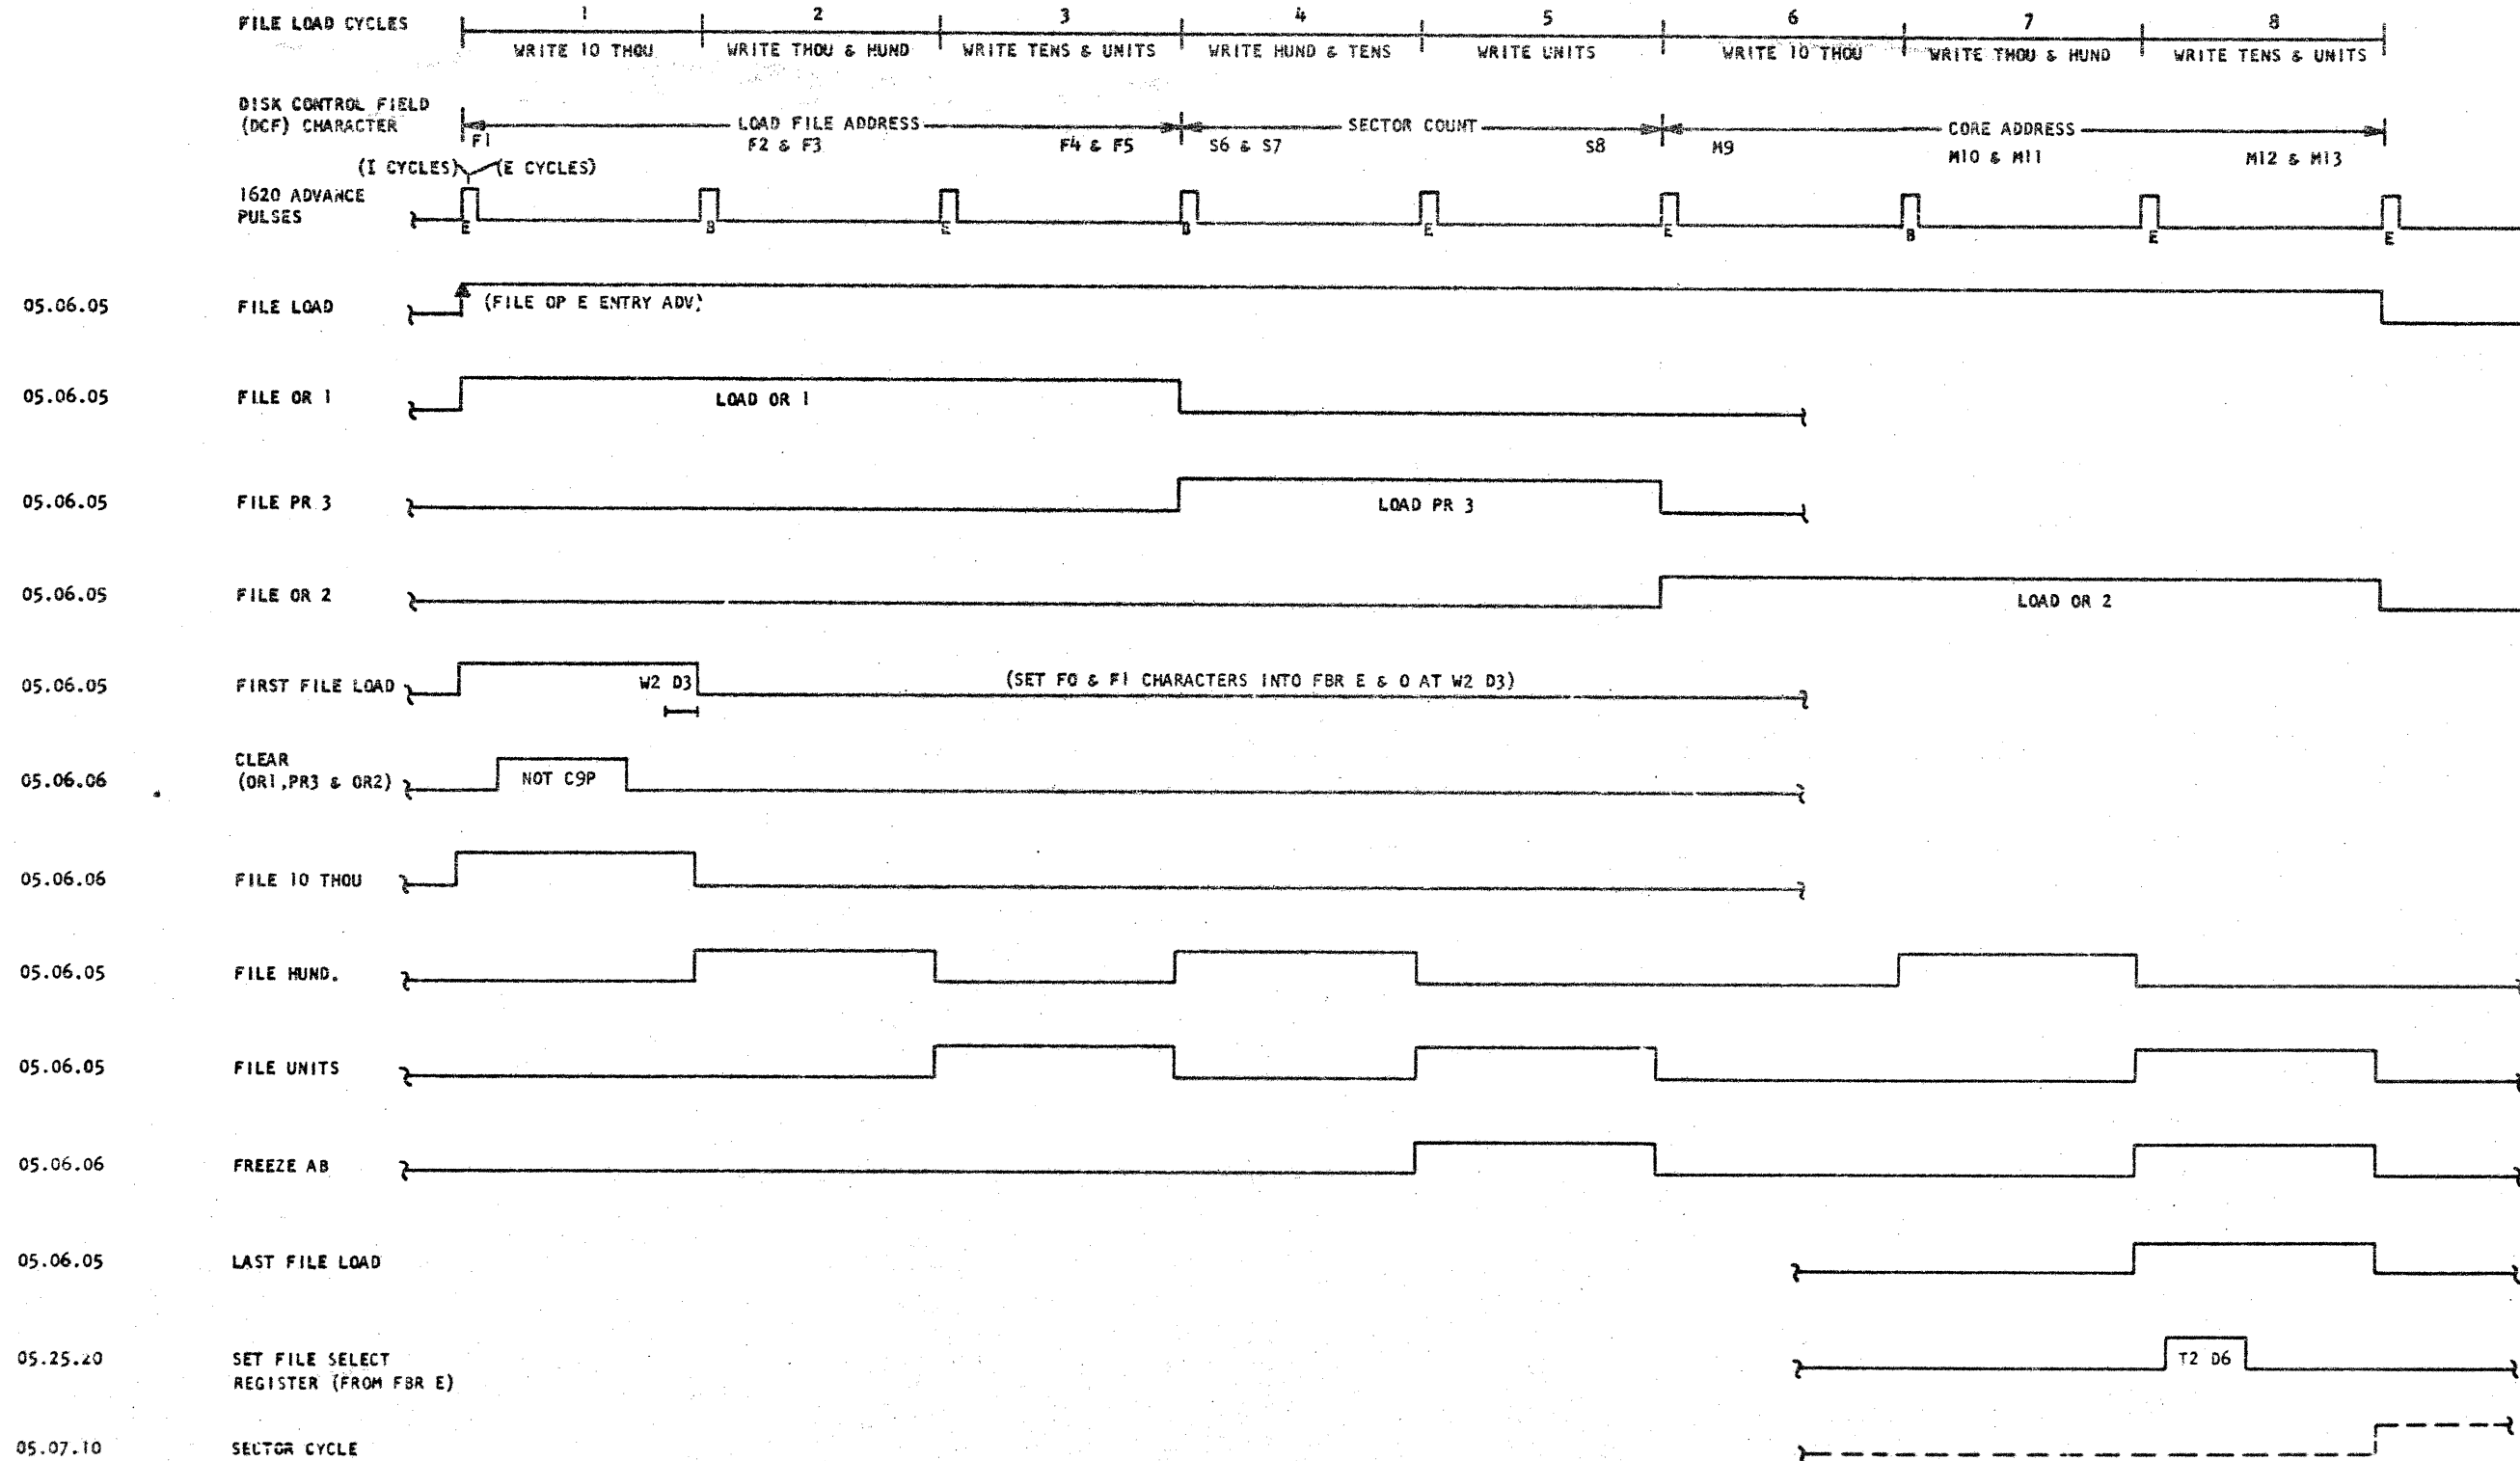 FILE LOAD CYCLES 1 2 3 4 5 6 7 8
WRITE 10 THOU WRITE THOU & HUND WRITE TENS & UNITS WRITE HUND & TENS WRITE UNITS WRITE 10 THOU WRITE THOU & HUND WRITE TENS & UNITS
DISK CONTROL FIELD
(DCF) CHARACTER LOAD FILE ADDRESS SECTOR COUNT CORE ADDRESS
F1 F2 & F3 F4 & F5 S6 & S7 S8 M9 M10 & M11 M12 & M13
(I CYCLES) (E CYCLES)
1620 ADVANCE
PULSES
E B E B E E B E E
05.06.05 FILE LOAD (FILE OP E ENTRY ADV)
05.06.05 FILE OR 1 LOAD OR 1
05.06.05 FILE PR 3 LOAD PR 3
05.06.05 FILE OR 2 LOAD OR 2
05.06.05 FIRST FILE LOAD W2 D3 (SET F0 & F1 CHARACTERS INTO FBR E & O AT W2 D3)
CLEAR
05.06.06 (OR1,PR3 & OR2) NOT C9P
05.06.06 FILE 10 THOU
05.06.05 FILE HUND.
05.06.05 FILE UNITS
05.06.06 FREEZE AB
05.06.05 LAST FILE LOAD
05.25.20 SET FILE SELECT T2 D6
REGISTER (FROM FBR E)
05.07.10 SECTOR CYCLE